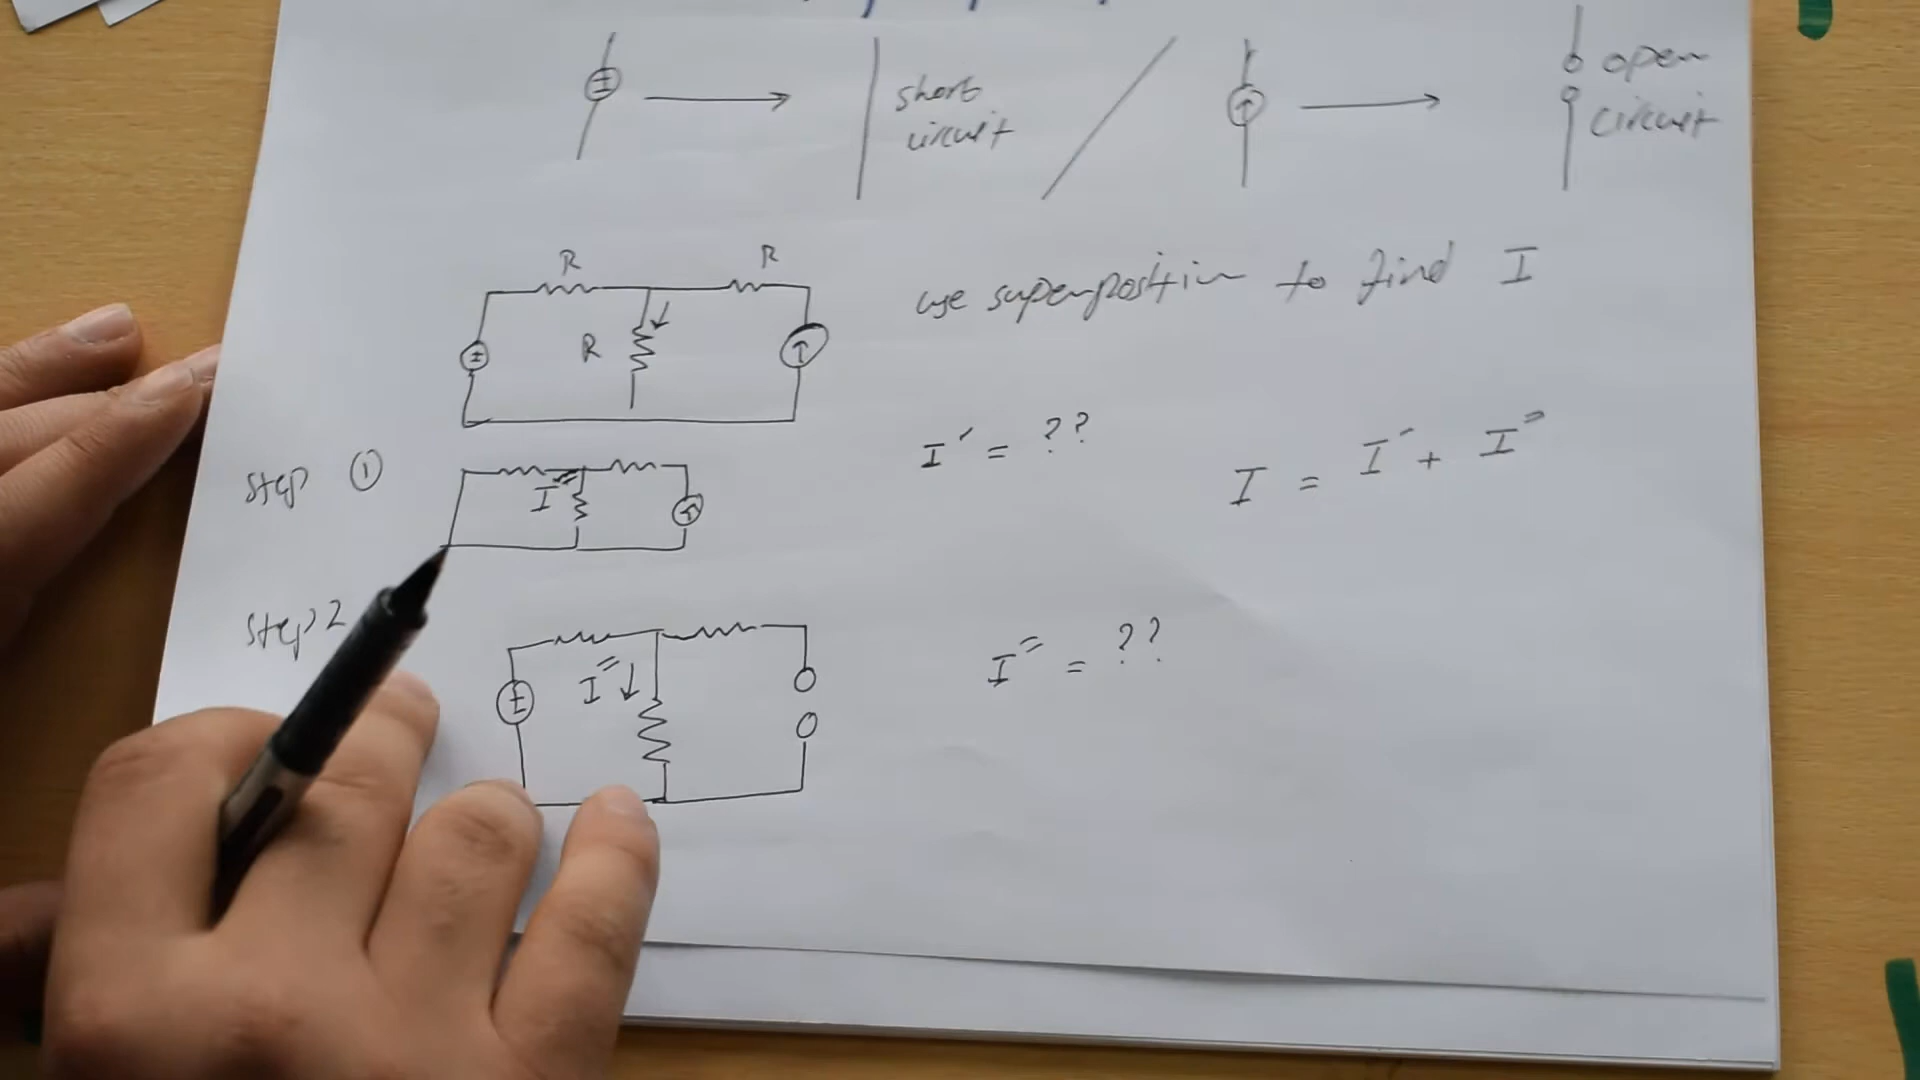 short
circuit
open
circuit
R
R
R
use superposition to find I
Step ①
I'
I' = ??
I = I' + I"
Step 2
I"
I" = ??